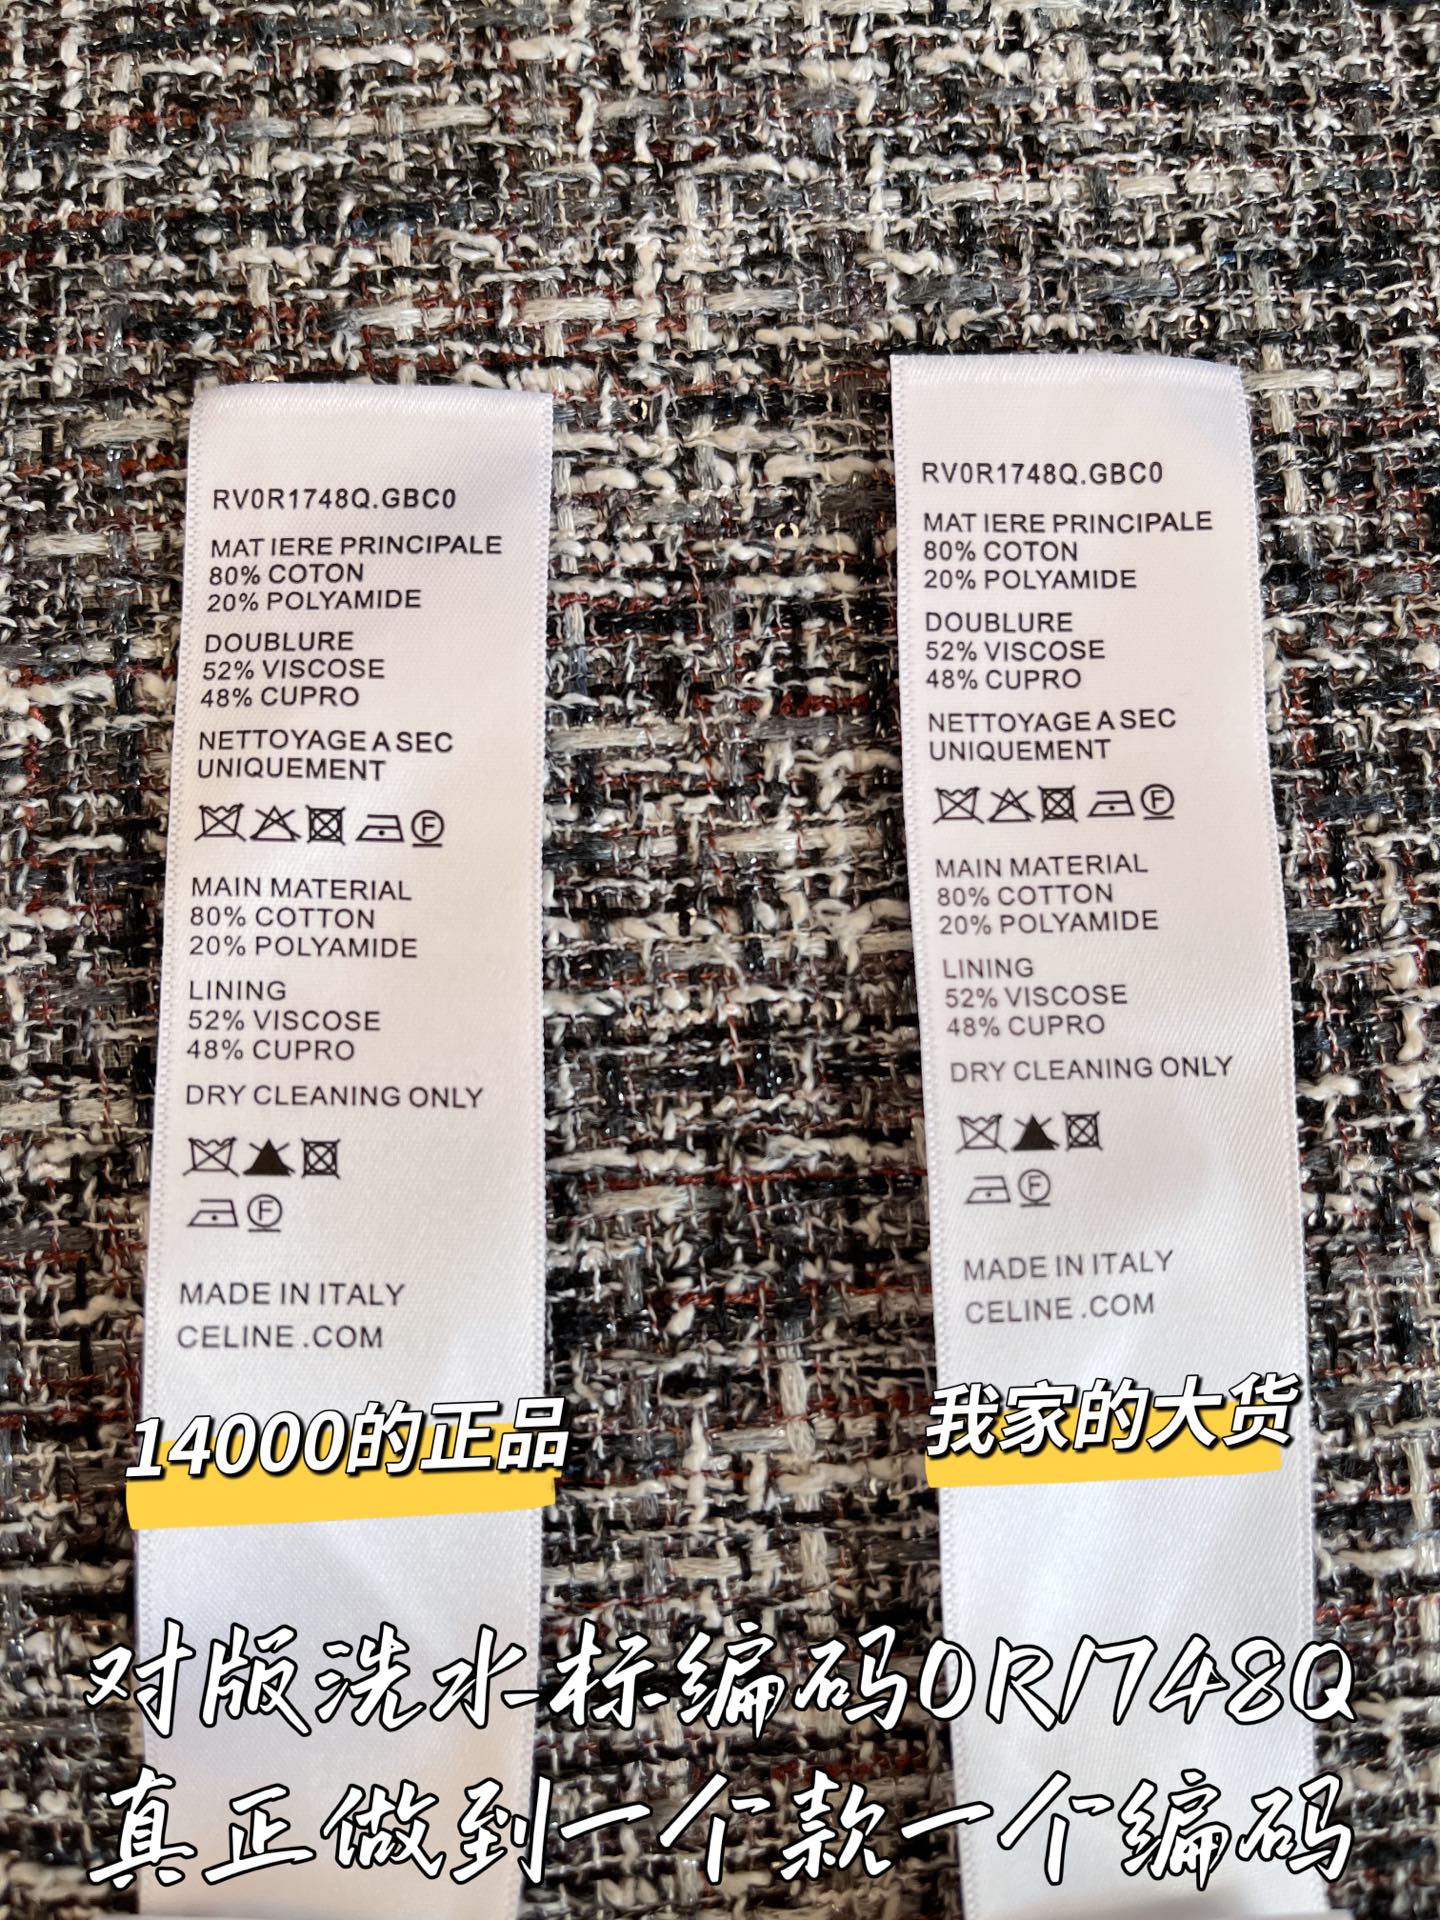 RV0R1748Q.GBC0
MAT IERE PRINCIPALE
80% COTON
20% POLYAMIDE
DOUBLURE
52% VISCOSE
48% CUPRO
NETTOYAGE A SEC
UNIQUEMENT
F
MAIN MATERIAL
80% COTTON
20% POLYAMIDE
LINING
52% VISCOSE
48% CUPRO
DRY CLEANING ONLY
F
MADE IN ITALY
CELINE .COM
14000的正品
RV0R1748Q.GBC0
MAT IERE PRINCIPALE
80% COTON
20% POLYAMIDE
DOUBLURE
52% VISCOSE
48% CUPRO
NETTOYAGE A SEC
UNIQUEMENT
F
MAIN MATERIAL
80% COTTON
20% POLYAMIDE
LINING
52% VISCOSE
48% CUPRO
DRY CLEANING ONLY
F
MADE IN ITALY
CELINE .COM
我家的大货
对版洗水标编码0R1748Q
真正做到一个款一个编码